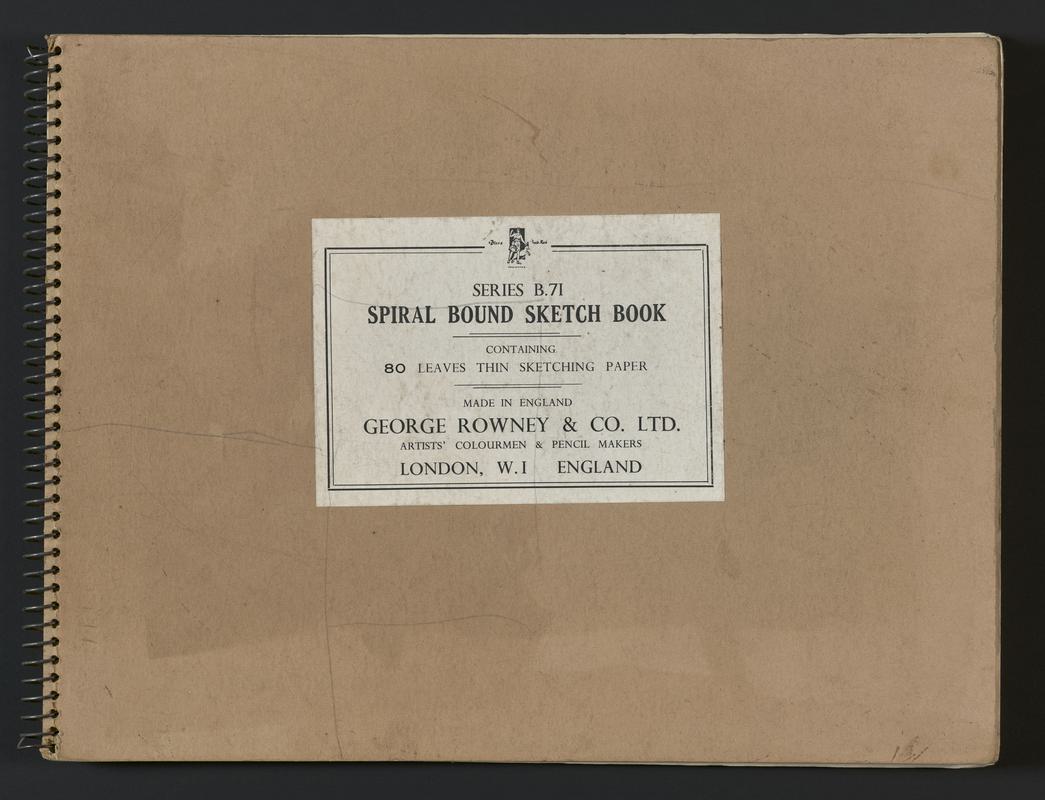 SERIES B.71
SPIRAL BOUND SKETCH BOOK
CONTAINING
80 LEAVES THIN SKETCHING PAPER
MADE IN ENGLAND
GEORGE ROWNEY & CO. LTD.
ARTISTS' COLOURMEN & PENCIL MAKERS
LONDON, W.1 ENGLAND